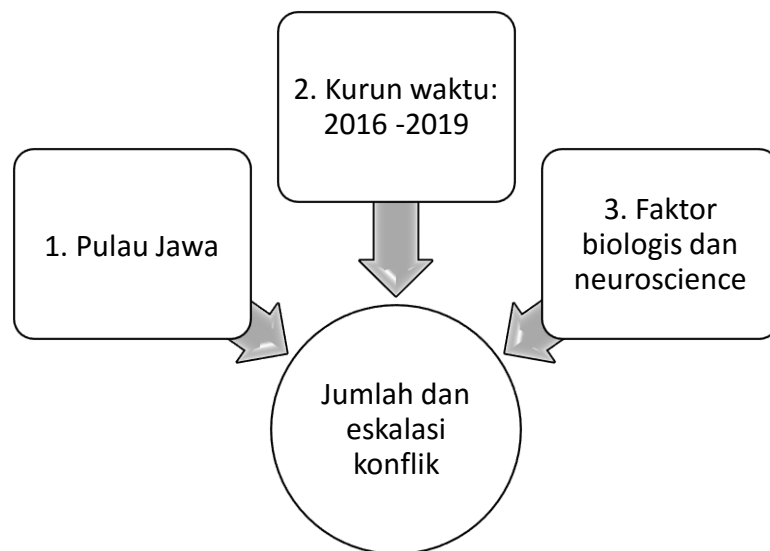 1. Pulau Jawa
2. Kurun waktu:
2016 -2019
3. Faktor
biologis dan
neuroscience
Jumlah dan
eskalasi
konflik